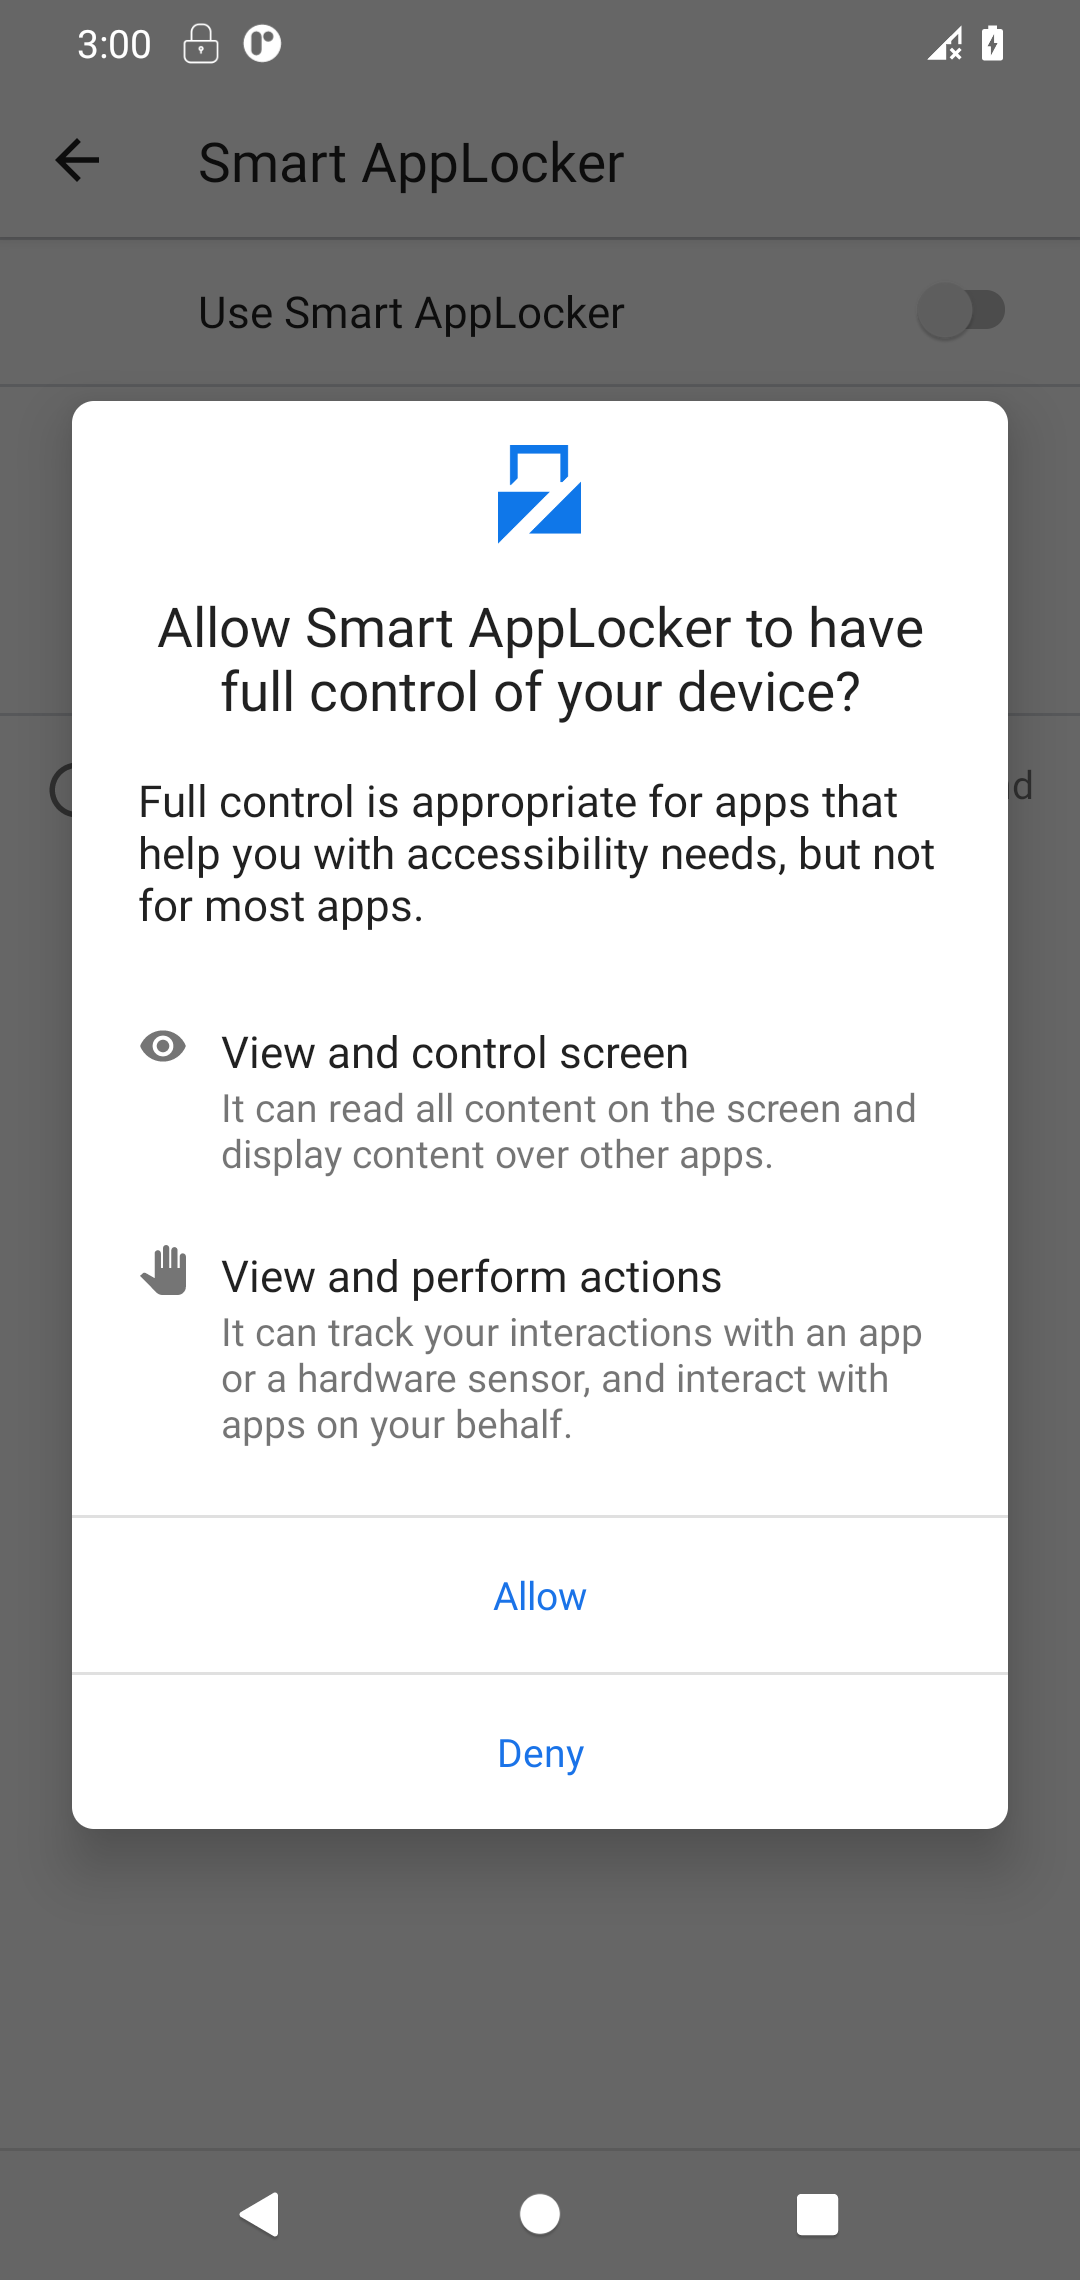 3:00
Smart AppLocker
Use Smart AppLocker
Allow Smart AppLocker to have
full control of your device?
Full control is appropriate for apps that
help you with accessibility needs, but not
for most apps.
View and control screen
It can read all content on the screen and
display content over other apps.
View and perform actions
It can track your interactions with an app
or a hardware sensor, and interact with
apps on your behalf.
Allow
Deny